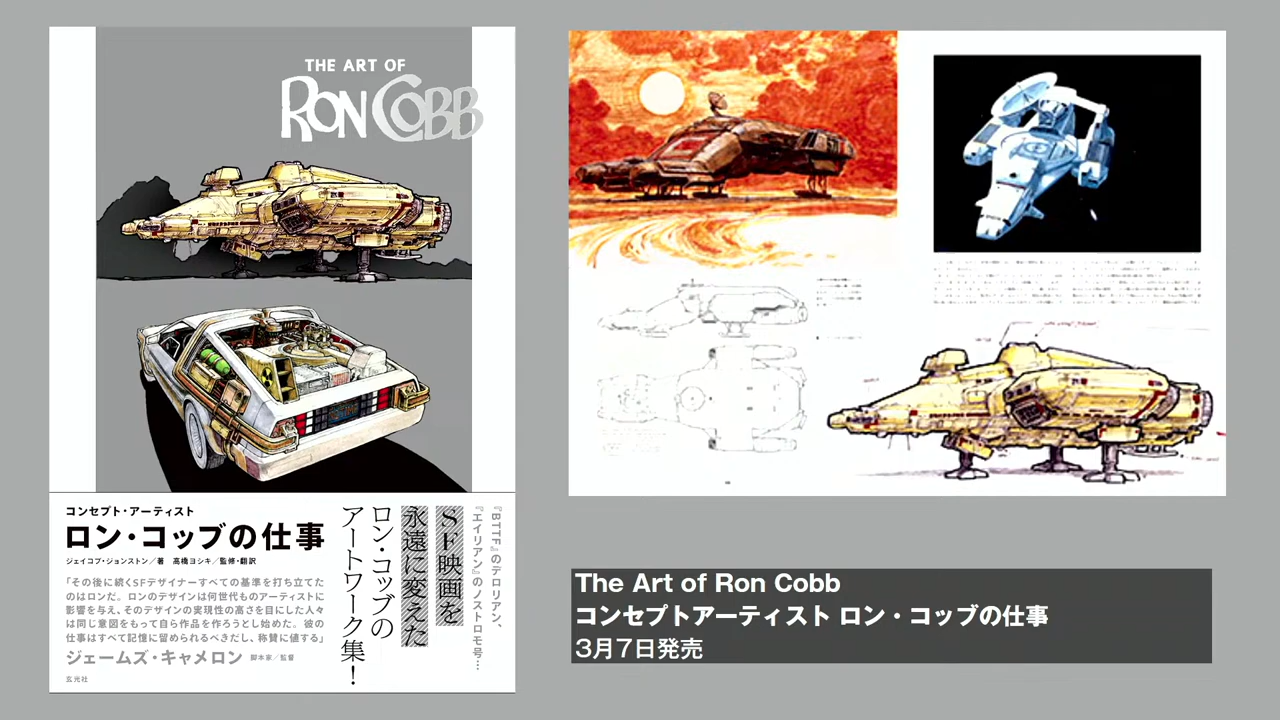 THE ART OF
RON COBB
コンセプト・アーティスト
ロン・コッブの仕事
ジェイコブ・ジョンストン/著 高橋ヨシキ/監修・翻訳
「その後に続くSFデザイナーすべての基準を打ち立てた
のはロンだ。ロンのデザインは何世代ものアーティストに
影響を与え、そのデザインの実現性の高さを目にした人々
は同じ意図をもって自ら作品を作ろうとし始めた。彼の
仕事はすべて記憶に留められるべきだし、称賛に値する」
ジェームズ・キャメロン 脚本家/監督
玄光社
『BTTF』のデロリアン、
『エイリアン』のノストロモ号…
SF映画を
永遠に変えた
ロン・コッブの
アートワーク集!
The Art of Ron Cobb
コンセプトアーティスト ロン・コッブの仕事
3月7日発売